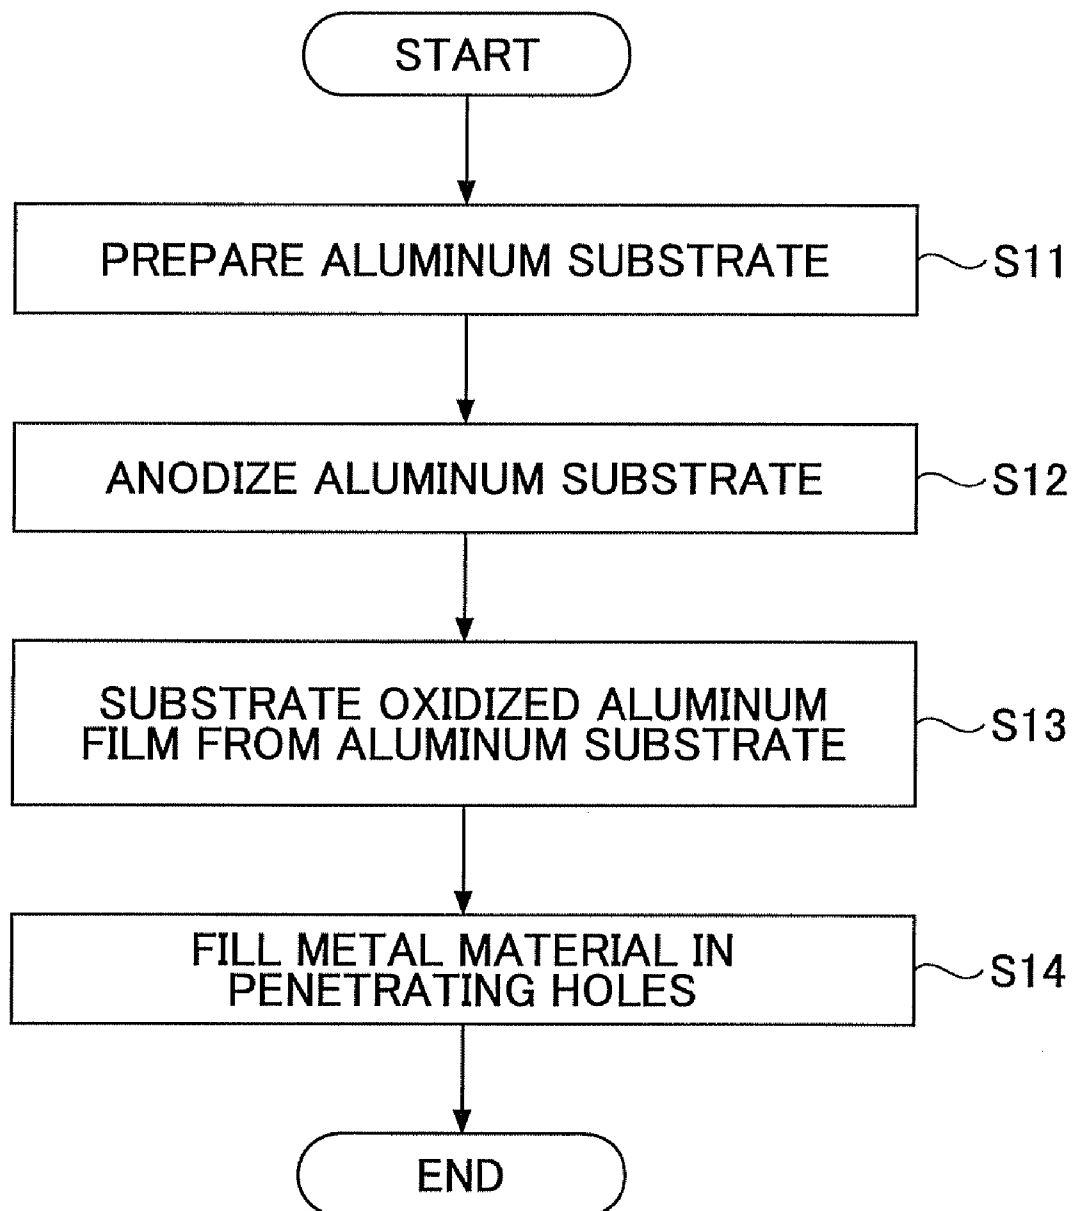 START
PREPARE ALUMINUM SUBSTRATE
S11
ANODIZE ALUMINUM SUBSTRATE
S12
SUBSTRATE OXIDIZED ALUMINUM
FILM FROM ALUMINUM SUBSTRATE
S13
FILL METAL MATERIAL IN
PENETRATING HOLES
S14
END